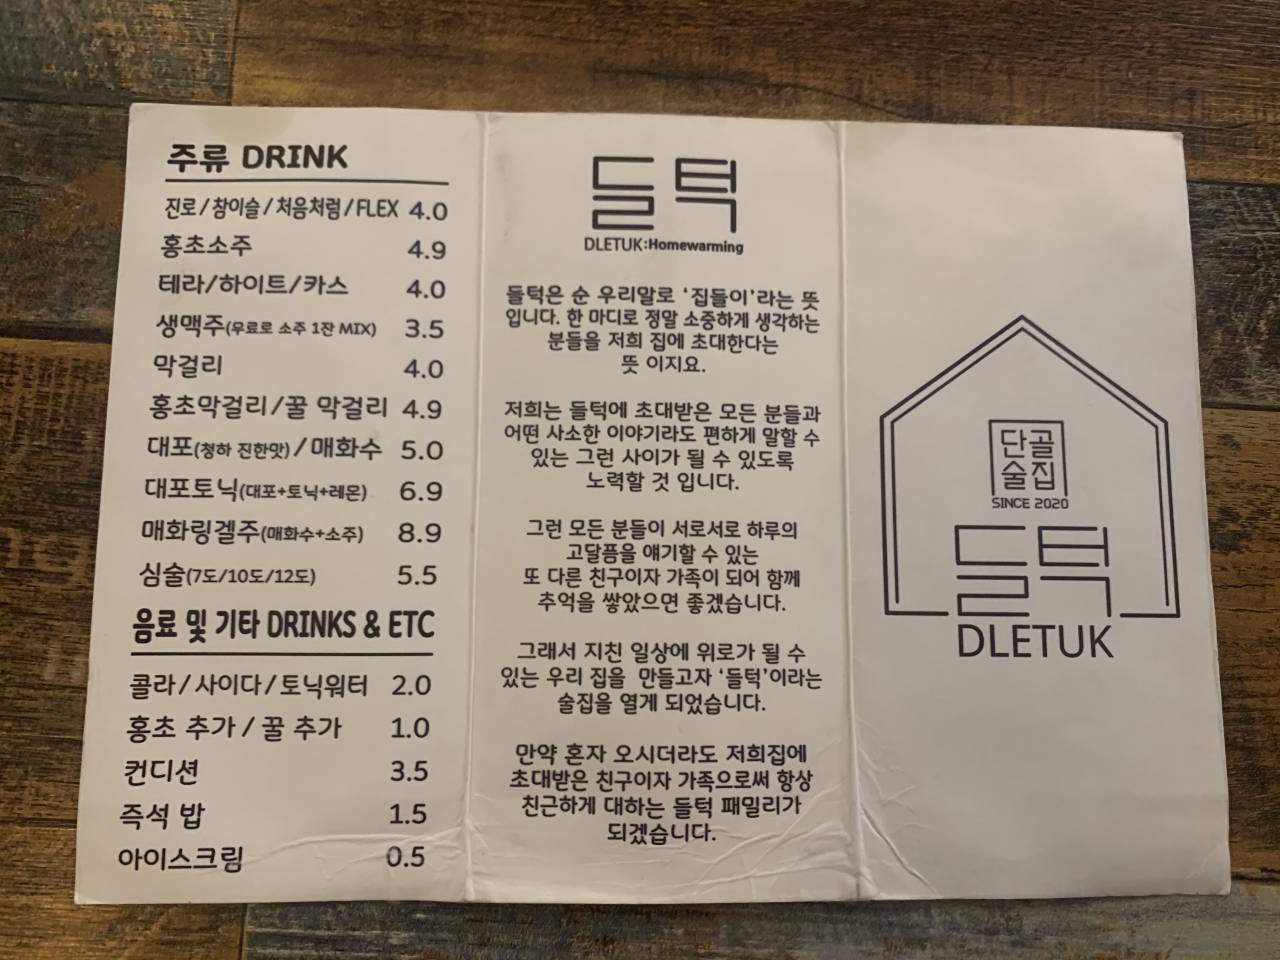 주류 DRINK
진로/참이슬/처음처럼/FLEX 4.0
홍초소주 4.9
테라/하이트/카스 4.0
생맥주(무료로 소주 1잔 MIX) 3.5
막걸리 4.0
홍초막걸리/꿀 막걸리 4.9
대포(청하 진한맛)/매화수 5.0
대포토닉(대포+토닉+레몬) 6.9
매화링겔주(매화수+소주) 8.9
심술(7도/10도/12도) 5.5
음료 및 기타 DRINKS & ETC
콜라/사이다/토닉워터 2.0
홍초 추가/꿀 추가 1.0
컨디션 3.5
즉석 밥 1.5
아이스크림 0.5
들턱
DLETUK:Homewarming
들턱은 순 우리말로 '집들이'라는 뜻
입니다. 한 마디로 정말 소중하게 생각하는
분들을 저희 집에 초대한다는
뜻 이지요.
저희는 들턱에 초대받은 모든 분들과
어떤 사소한 이야기라도 편하게 말할 수
있는 그런 사이가 될 수 있도록
노력할 것 입니다.
그런 모든 분들이 서로서로 하루의
고달픔을 얘기할 수 있는
또 다른 친구이자 가족이 되어 함께
추억을 쌓았으면 좋겠습니다.
그래서 지친 일상에 위로가 될 수
있는 우리 집을 만들고자 '들턱'이라는
술집을 열게 되었습니다.
만약 혼자 오시더라도 저희집에
초대받은 친구이자 가족으로써 항상
친근하게 대하는 들턱 패밀리가
되겠습니다.
단골
술집
SINCE 2020
들턱
DLETUK